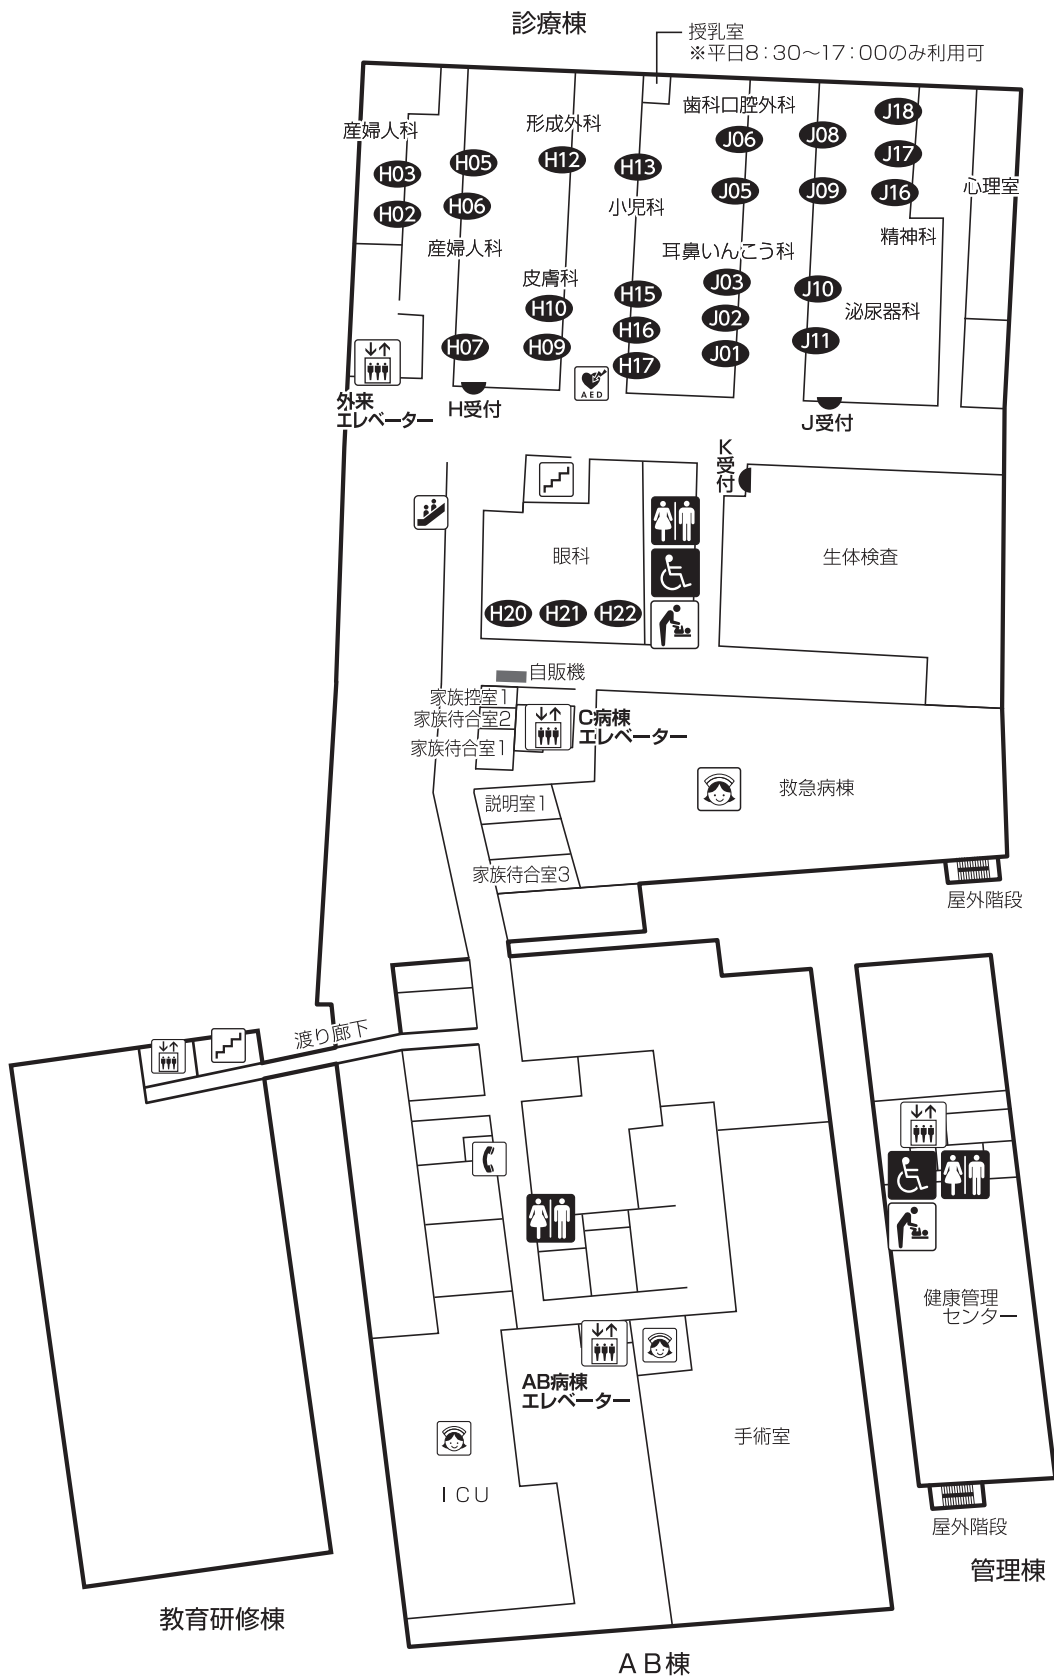 診療棟
授乳室
※平日8：30〜17：00のみ利用可
産婦人科
H03
H02
H05
H06
産婦人科
H07
形成外科
H12
皮膚科
H10
H09
H13
小児科
H15
H16
H17
歯科口腔外科
J06
J05
耳鼻いんこう科
J03
J02
J01
J08
J09
J10
J11
泌尿器科
J18
J17
J16
精神科
心理室
外来
エレベーター
H受付
AED
J受付
K受付
眼科
H20
H21
H22
生体検査
自販機
家族控室1
家族待合室2
家族待合室1
C病棟
エレベーター
説明室1
家族待合室3
救急病棟
屋外階段
渡り廊下
健康管理
センター
AB病棟
エレベーター
手術室
ICU
屋外階段
管理棟
教育研修棟
AB棟